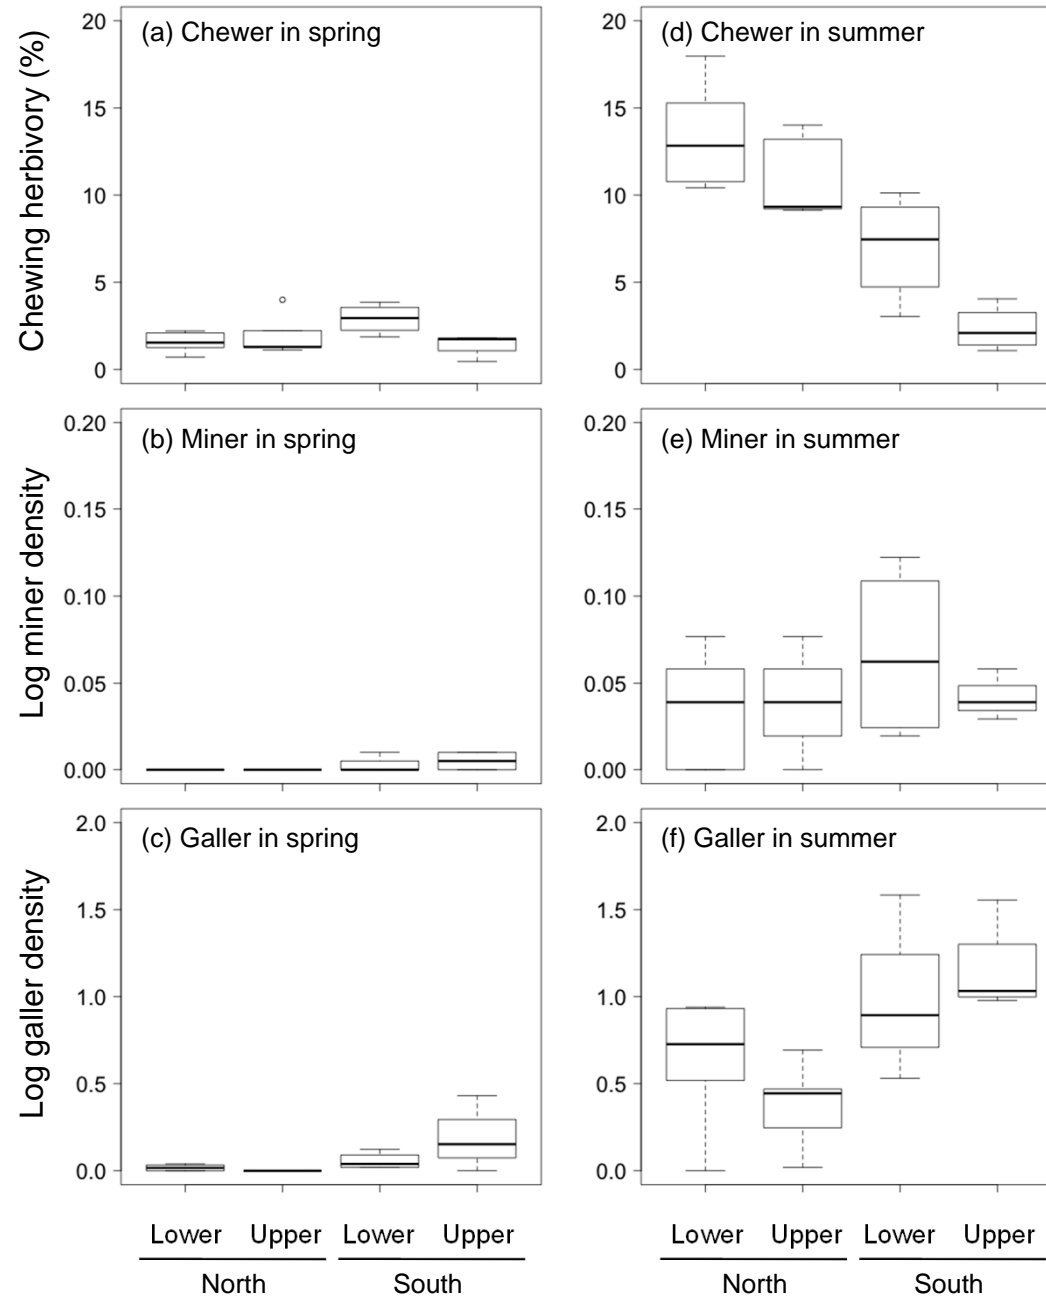 Chewing herbivory (%)
20
15
10
5
0
(a) Chewer in spring
20
15
10
5
0
(d) Chewer in summer
Log miner density
0.20
0.15
0.10
0.05
0.00
(b) Miner in spring
0.20
0.15
0.10
0.05
0.00
(e) Miner in summer
Log galler density
2.0
1.5
1.0
0.5
0.0
(c) Galler in spring
2.0
1.5
1.0
0.5
0.0
(f) Galler in summer
Lower Upper Lower Upper
North South
Lower Upper Lower Upper
North South